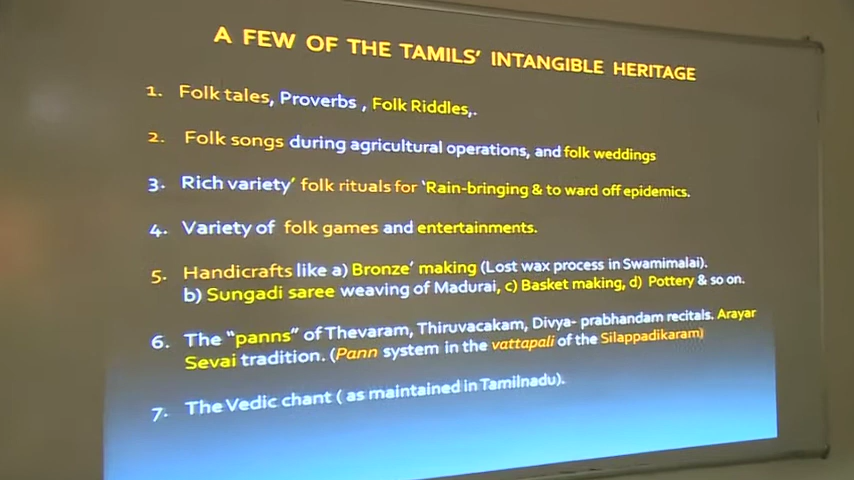 A FEW OF THE TAMILS' INTANGIBLE HERITAGE
1. Folk tales, Proverbs , Folk Riddles,.
2. Folk songs during agricultural operations, and folk weddings
3. Rich variety' folk rituals for 'Rain-bringing & to ward off epidemics.
4. Variety of folk games and entertainments.
5. Handicrafts like a) Bronze' making (Lost wax process in Swamimalai).
b) Sungadi saree weaving of Madurai, c) Basket making, d) Pottery & so on.
6. The "panns" of Thevaram, Thiruvacakam, Divya- prabhandam recitals. Arayar
Sevai tradition. (Pann system in the vattapali of the Silappadikaram)
7. The Vedic chant ( as maintained in Tamilnadu).